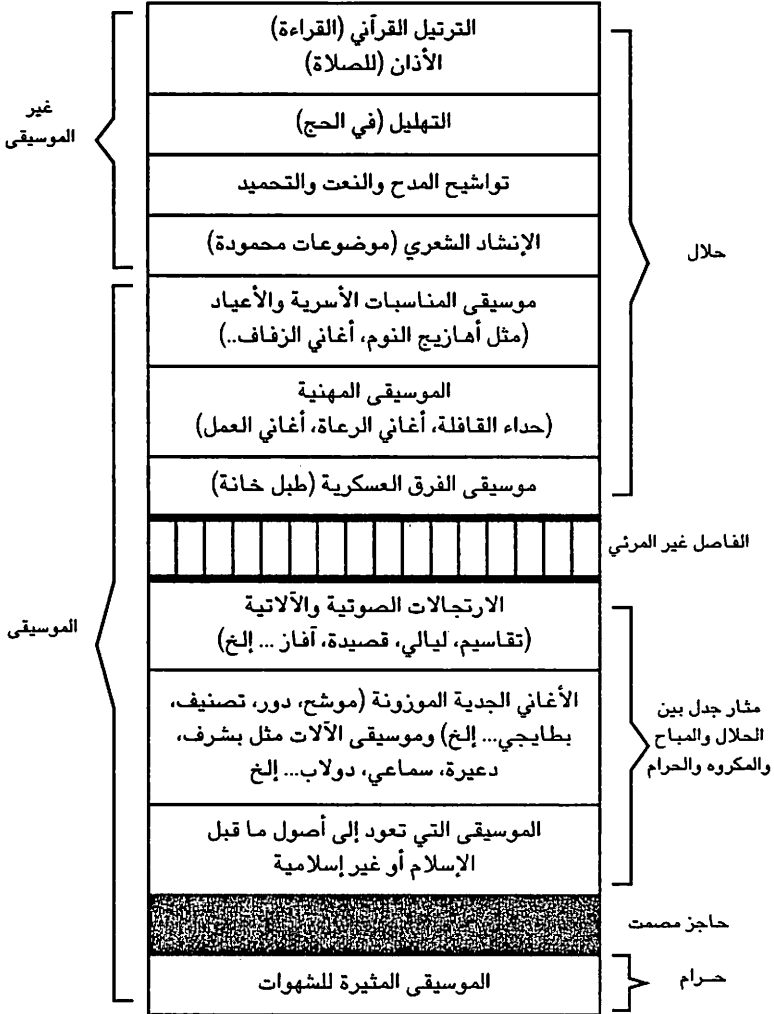 الترتيل القرآني (القراءة)
الأذان (للصلاة)
التهليل (في الحج)
تواشيح المدح والنعت والتحميد
الإنشاد الشعري (موضوعات محمودة)
غير
الموسيقى
حلال
موسيقى المناسبات الأسرية والأعياد
(مثل أهازيج النوم، أغاني الزفاف..)
الموسيقى المهنية
(حداء القافلة، أغاني الرعاة، أغاني العمل)
موسيقى الفرق العسكرية (طبل خانة)
الفاصل غير المرئي
الموسيقى
الارتجالات الصوتية والآلاتية
(تقاسيم، ليالي، قصيدة، آفاز ... إلخ)
الأغاني الجدية الموزونة (موشح، دور، تصنيف،
بطايجي... إلخ) وموسيقى الآلات مثل بشرف،
دعيرة، سماعي، دولاب... إلخ
الموسيقى التي تعود إلى أصول ما قبل
الإسلام أو غير إسلامية
مثار جدل بين
الحلال والمباح
والمكروه والحرام
حاجز مصمت
الموسيقى المثيرة للشهوات
حرام